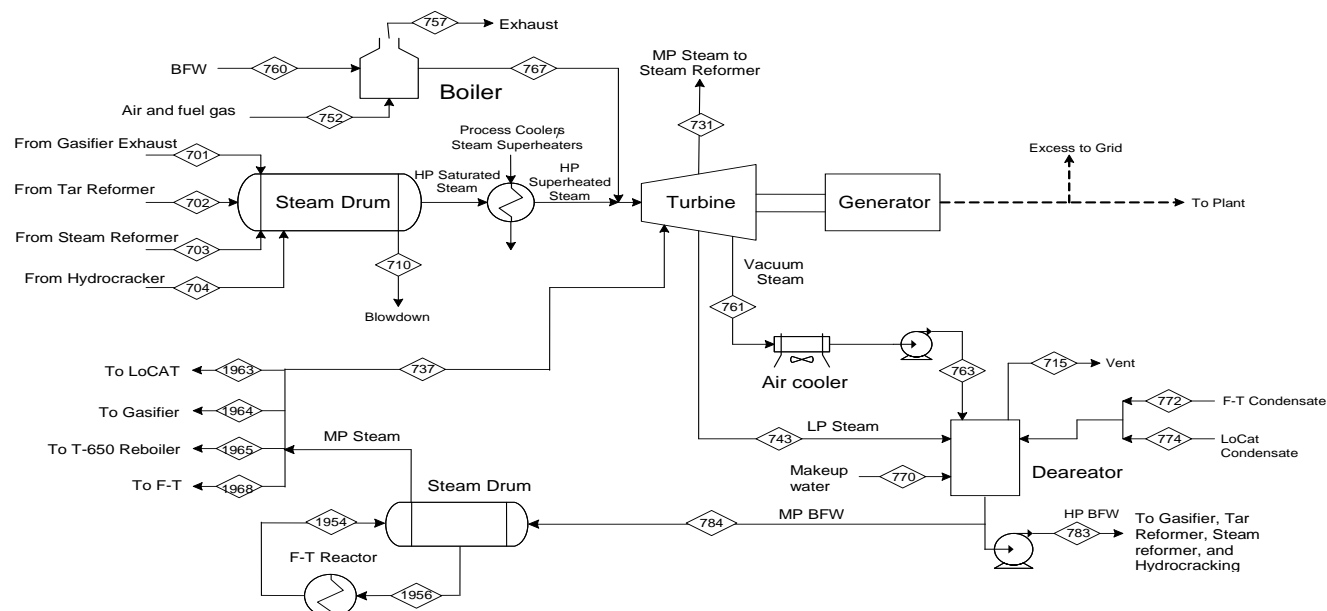 757
Exhaust
BFW
760
767
Boiler
Air and fuel gas
752
MP Steam to
Steam Reformer
731
From Gasifier Exhaust
701
Process Coolers
Steam Superheaters
Excess to Grid
From Tar Reformer
702
Steam Drum
HP Saturated
Steam
HP
Superheated
Steam
Turbine
Generator
To Plant
From Steam Reformer
703
From Hydrocracker
704
710
Blowdown
Vacuum
Steam
761
To LoCAT
1963
737
Air cooler
763
715
Vent
To Gasifier
1964
772
F-T Condensate
To T-650 Reboiler
1965
MP Steam
743
LP Steam
774
LoCat
Condensate
To F-T
1968
Makeup
water
770
Deareator
Steam Drum
1954
784
MP BFW
HP BFW
783
To Gasifier, Tar
Reformer, Steam
reformer, and
Hydrocracking
F-T Reactor
1956